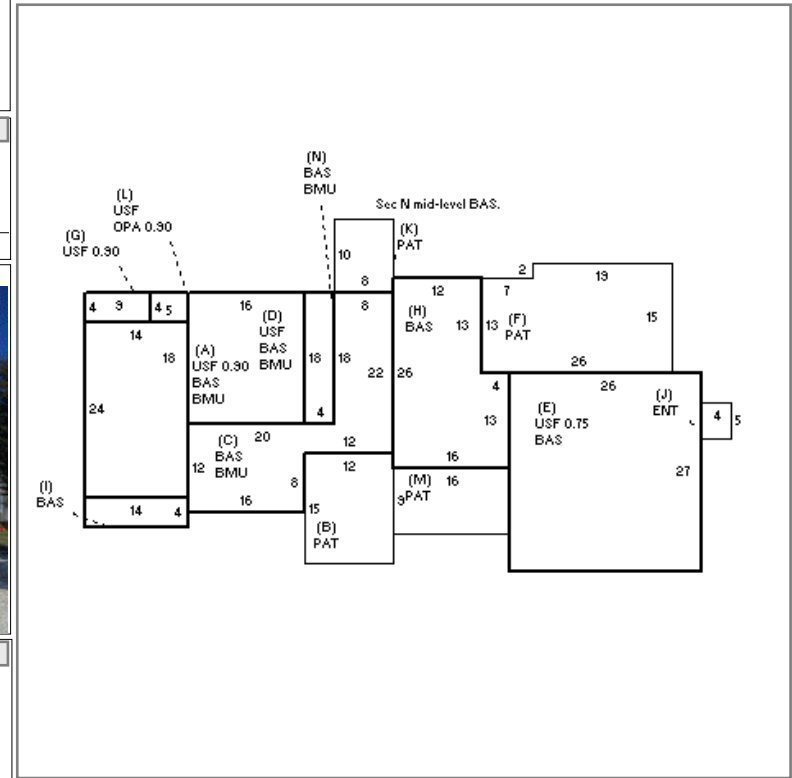 (N)
BAS
BMU
Sec N mid-level BAS.
(L)
USF
OPA 0.90
(G)
USF 0.90
(K)
PAT
10
8
2
19
4 9 4 5
16
8
12
7
(D)
USF
BAS
BMU
(H)
BAS
13 13
(F)
PAT
15
14
18
(A)
USF 0.90
BAS
BMU
18 18
22 26
26
24
4
4
26
(J)
ENT
4 5
(E)
USF 0.75
BAS
20
12
13
(C)
BAS
BMU
12
16
12
27
8
(M)
PAT
16
9
(I)
BAS
14 4
16
15
(B)
PAT